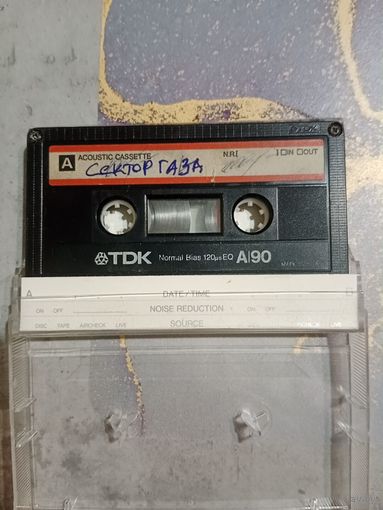 A ACOUSTIC CASSETTE N.R. IN OUT
СЕКТОР ГАЗА
TDK Normal Bias 120µs EQ A|90
A DATE/TIME
ON OFF NOISE REDUCTION ON OFF
DISC TAPE AIRCHECK LIVE SOURCE LIVE